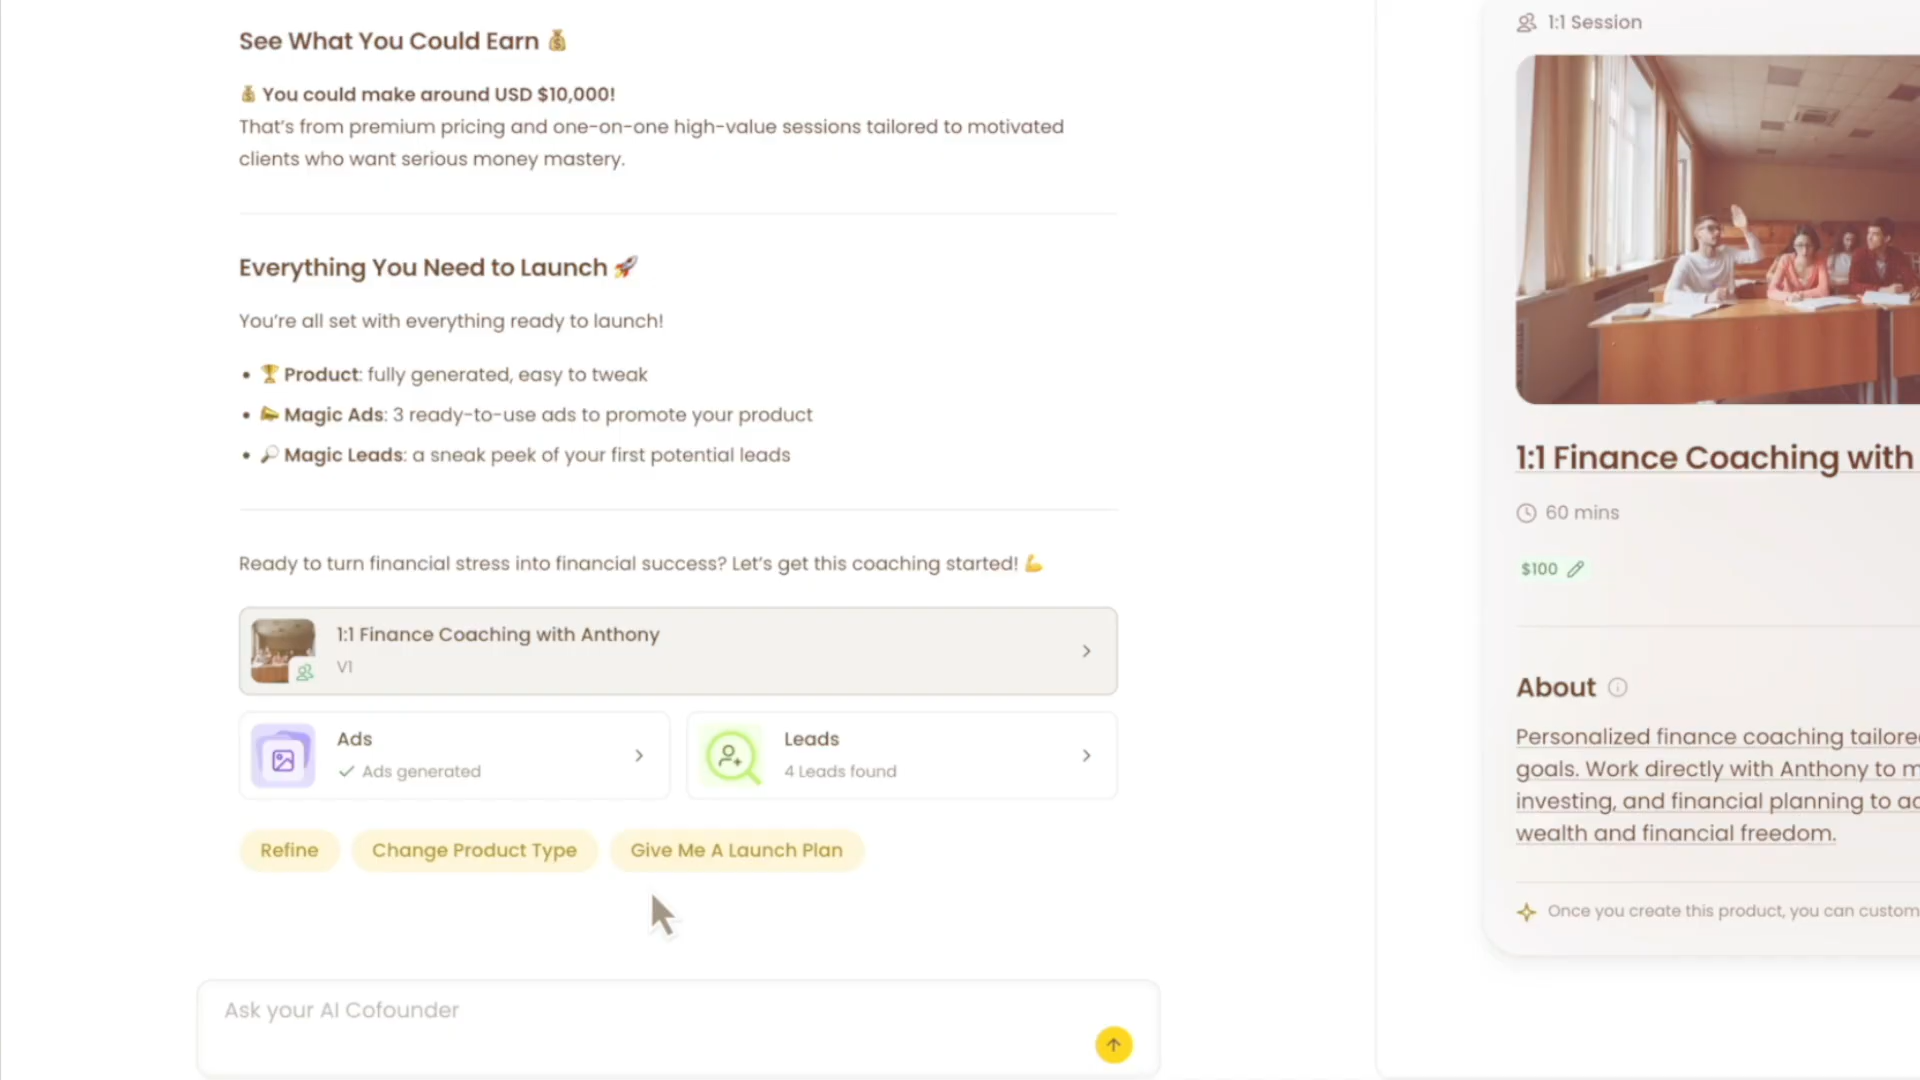 See What You Could Earn 💰
💰 You could make around USD $10,000!
That's from premium pricing and one-on-one high-value sessions tailored to motivated
clients who want serious money mastery.
Everything You Need to Launch 🚀
You're all set with everything ready to launch!
• 🏆 Product: fully generated, easy to tweak
• 📣 Magic Ads: 3 ready-to-use ads to promote your product
• 🔎 Magic Leads: a sneak peek of your first potential leads
Ready to turn financial stress into financial success? Let's get this coaching started! 💪
1:1 Finance Coaching with Anthony
V1
Ads
Ads generated
Leads
4 Leads found
Refine
Change Product Type
Give Me A Launch Plan
Ask your AI Cofounder
1:1 Session
1:1 Finance Coaching with
60 mins
$100
About
Personalized finance coaching
goals. Work directly with Anthony to
investing, and financial planning to
wealth and financial freedom.
Once you create this product, you can